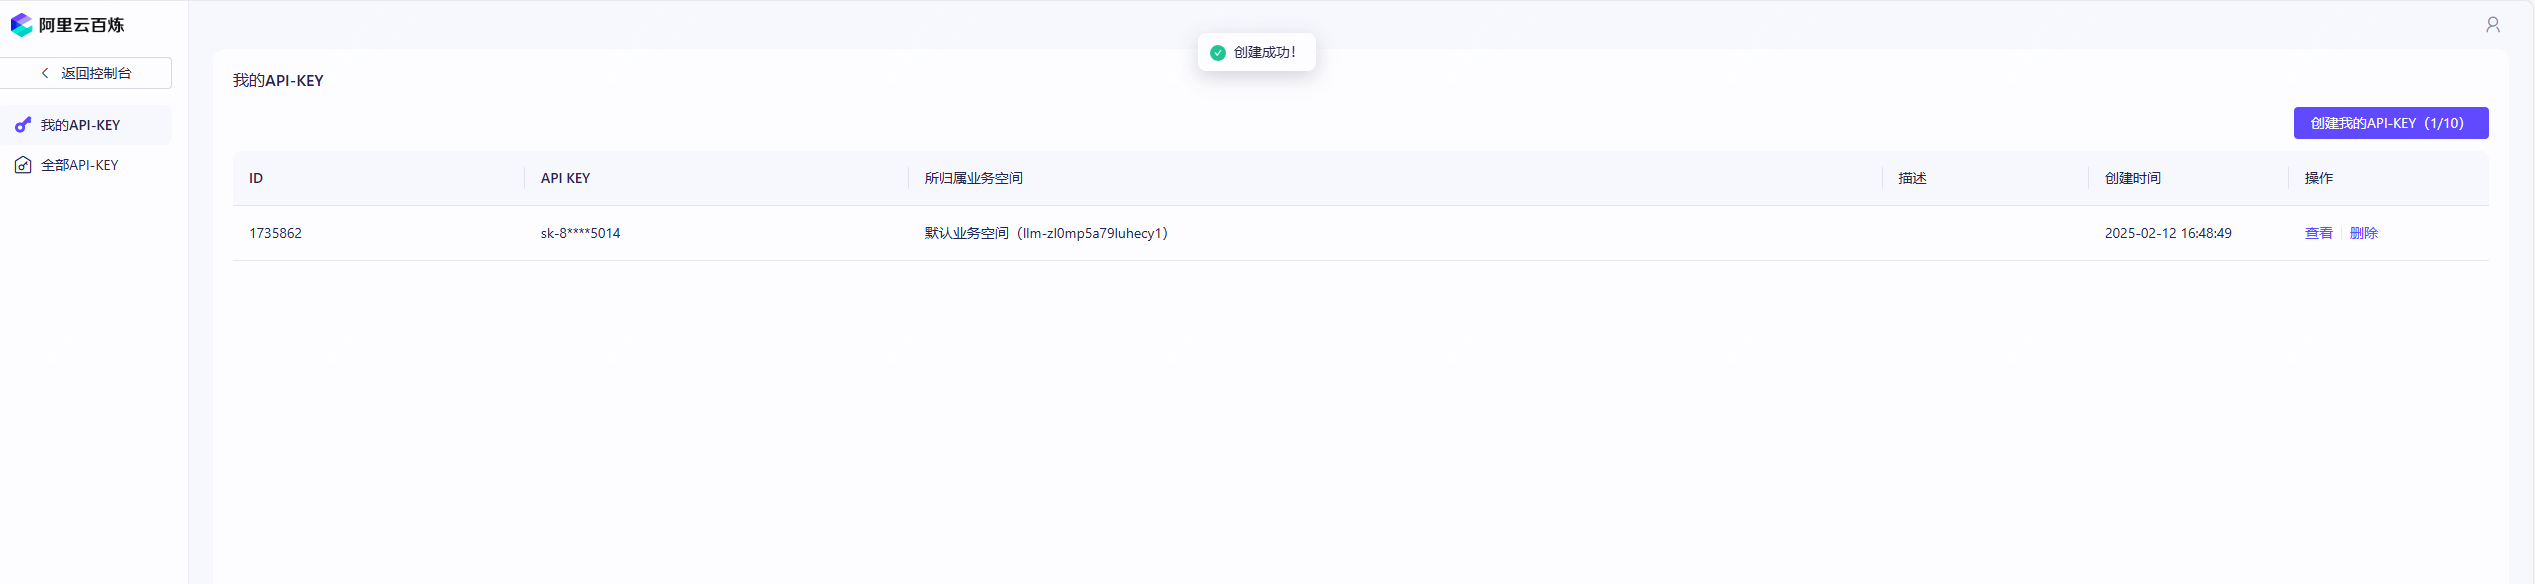 阿里云百炼
创建成功!
返回控制台
我的API-KEY
我的API-KEY
全部API-KEY
创建我的API-KEY（1/10）
ID API KEY 所归属业务空间 描述 创建时间 操作
1735862 sk-8****5014 默认业务空间（llm-zl0mp5a79luhecy1） 2025-02-12 16:48:49 查看 删除